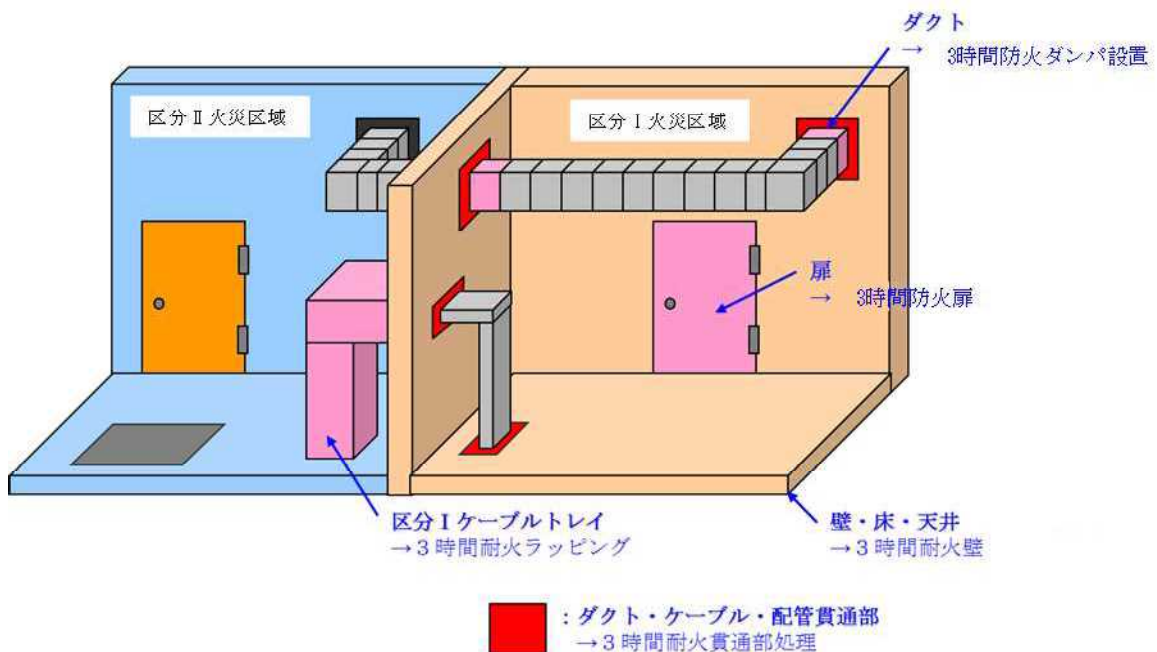 ダクト
→ 3時間防火ダンパ設置
区分Ⅱ火災区域
区分Ⅰ火災区域
扉
→ 3時間防火扉
区分Ⅰケーブルトレイ
→3時間耐火ラッピング
壁・床・天井
→3時間耐火壁
:ダクト・ケーブル・配管貫通部
→3時間耐火貫通部処理